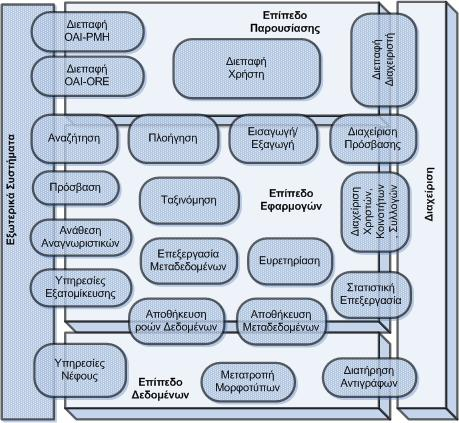 Εξωτερικά Συστήματα
Διεπαφή
OAI-PMH
Διεπαφή
OAI-ORE
Επίπεδο
Παρουσίασης
Διεπαφή
Χρήστη
Διεπαφή
Διαχειριστή
Διαχείριση
Αναζήτηση
Πλοήγηση
Εισαγωγή/
Εξαγωγή
Διαχείριση
Πρόσβασης
Πρόσβαση
Ταξινόμηση
Επίπεδο
Εφαρμογών
Διαχείριση
Χρηστών,
Κοινοτήτων
, Συλλογών
Ανάθεση
Αναγνωριστικών
Επεξεργασία
Μεταδεδομένων
Ευρετηρίαση
Υπηρεσίες
Εξατομίκευσης
Στατιστική
Επεξεργασία
Αποθήκευση
ροών Δεδομένων
Αποθήκευση
Μεταδεδομένων
Υπηρεσίες
Νέφους
Επίπεδο
Δεδομένων
Μετατροπή
Μορφοτύπων
Διατήρηση
Αντιγράφων